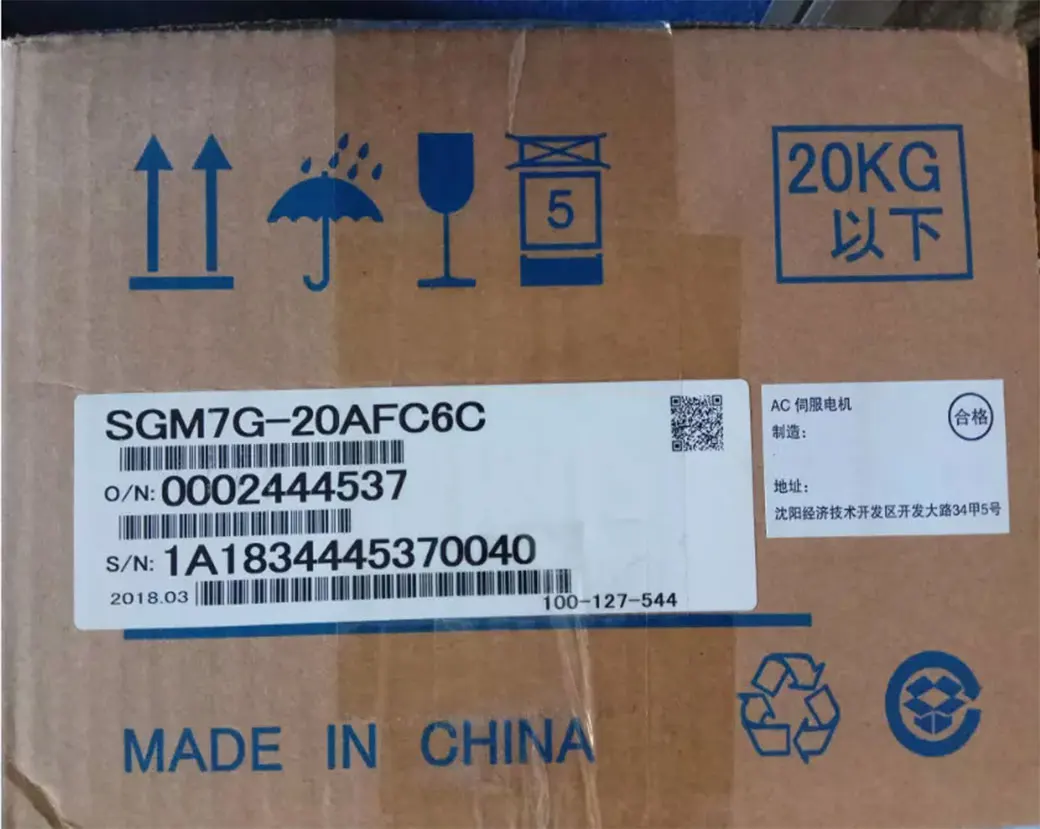 5
20KG
以下
SGM7G-20AFC6C
O/N: 0002444537
S/N: 1A1834445370040
2018.03
100-127-544
AC 伺服电机
合格
制造:
地址:
沈阳经济技术开发区开发大路34甲5号
MADE IN CHINA